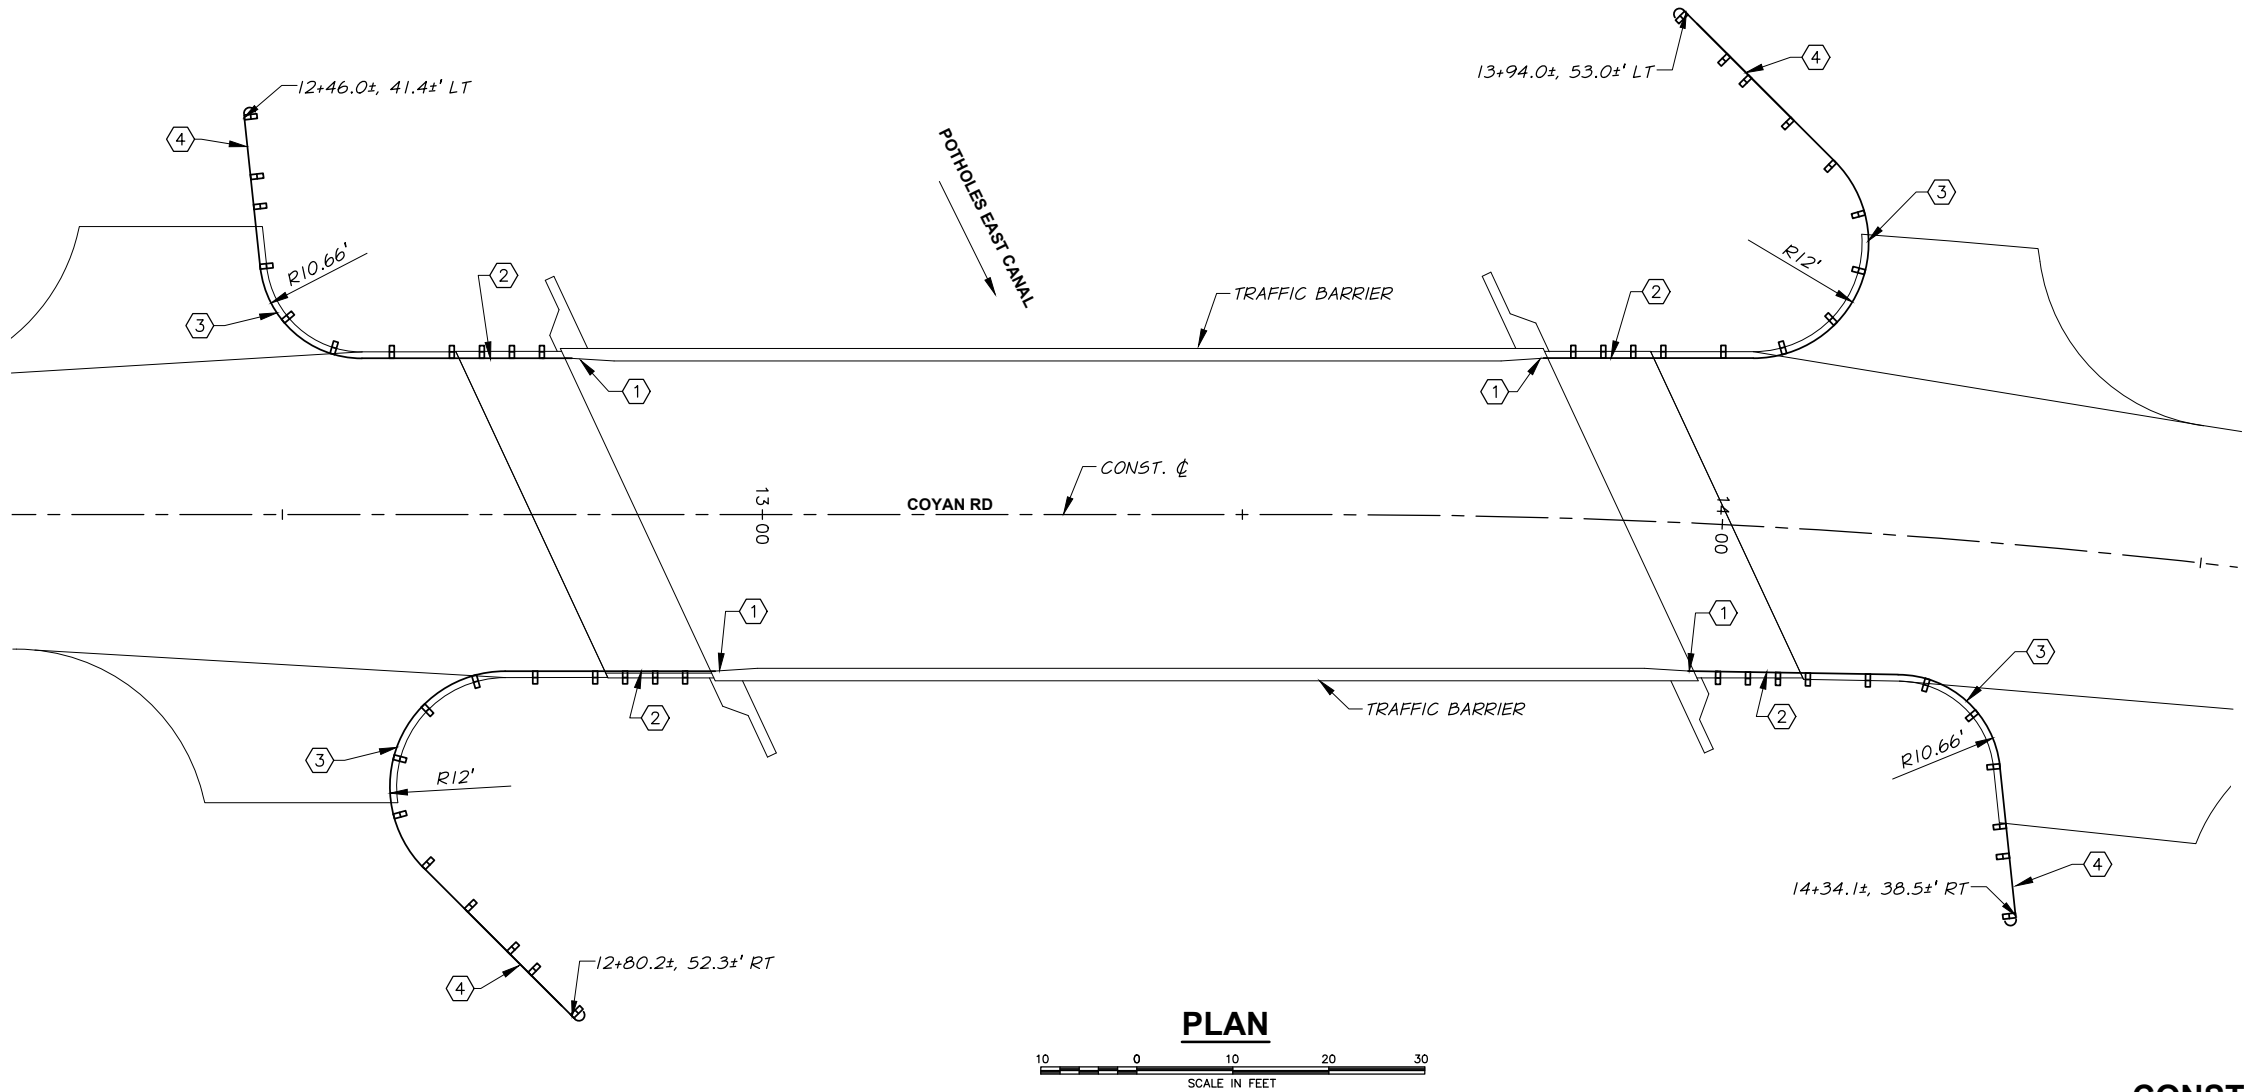 13+94.0±, 53.0±' LT
4
12+46.0±, 41.4±' LT
4
POTHOLES EAST CANAL
3
R10.66'
R12'
2
TRAFFIC BARRIER
2
3
1
1
CONST. ℄
13+00
COYAN RD
14+00
1
1
3
2
TRAFFIC BARRIER
2
3
R12'
R10.66'
4
14+34.1±, 38.5±' RT
12+80.2±, 52.3±' RT
4
PLAN
10 0 10 20 30
SCALE IN FEET